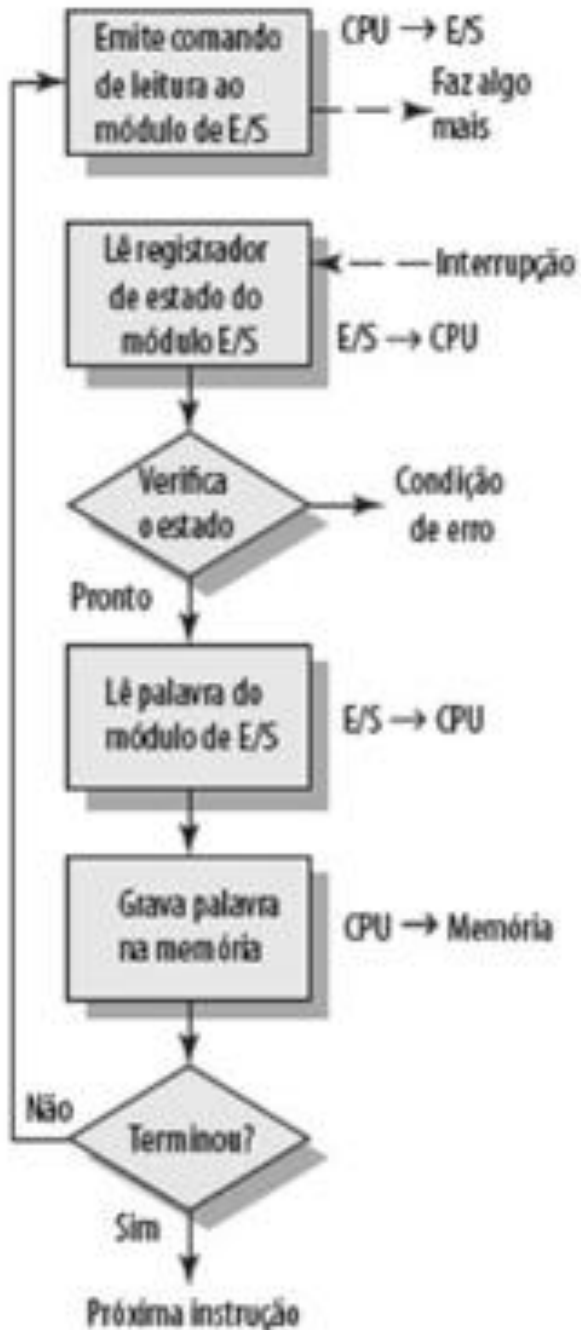 Emite comando
de leitura ao
módulo de E/S
CPU → E/S
Faz algo
mais
Lê registrador
de estado do
módulo E/S
Interrupção
E/S → CPU
Verifica
o estado
Condição
de erro
Pronto
Lê palavra do
módulo de E/S
E/S → CPU
Grava palavra
na memória
CPU → Memória
Não
Terminou?
Sim
Próxima instrução